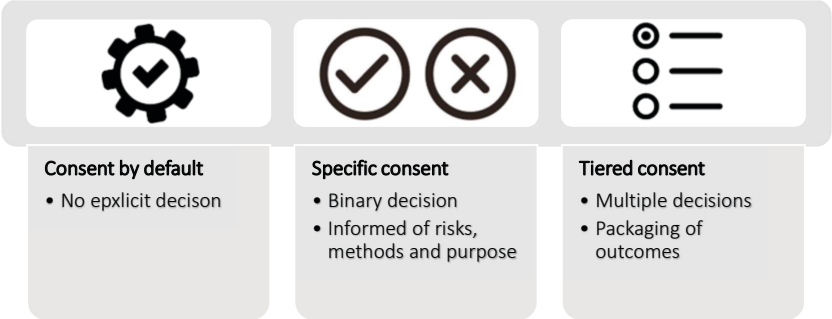 Consent by default
• No epxlicit decison
Specific consent
• Binary decision
• Informed of risks,
methods and purpose
Tiered consent
• Multiple decisions
• Packaging of
outcomes